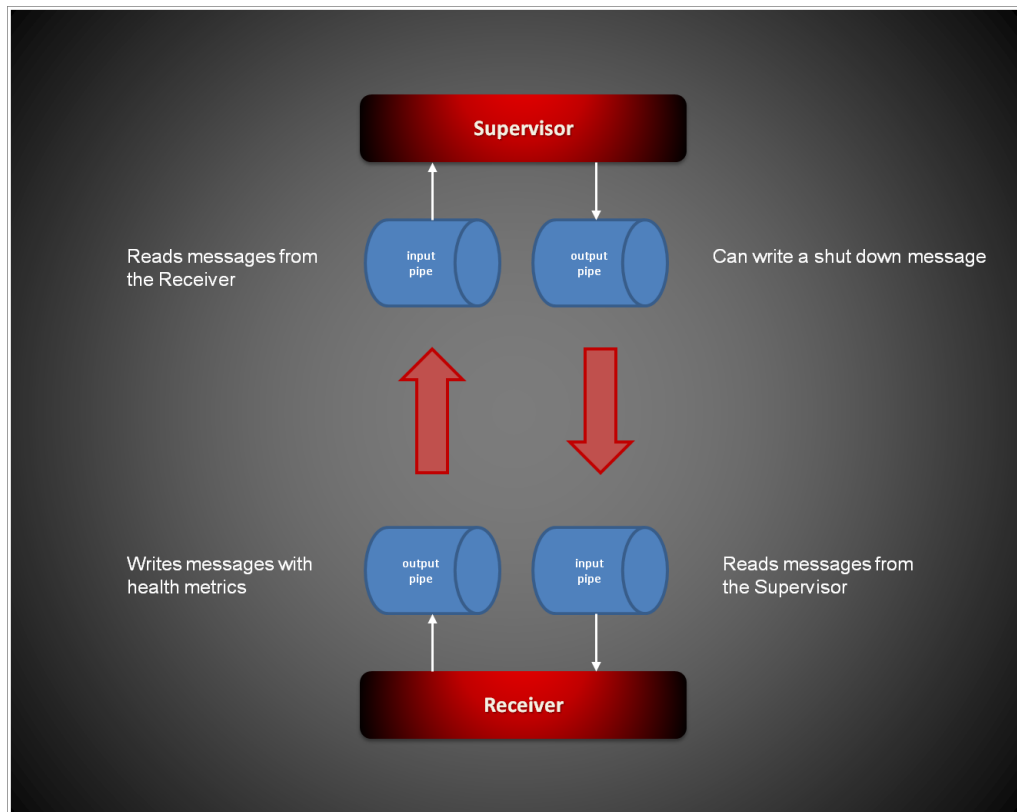 Supervisor
Reads messages from
the Receiver
input
pipe
output
pipe
Can write a shut down message
Writes messages with
health metrics
output
pipe
input
pipe
Reads messages from
the Supervisor
Receiver